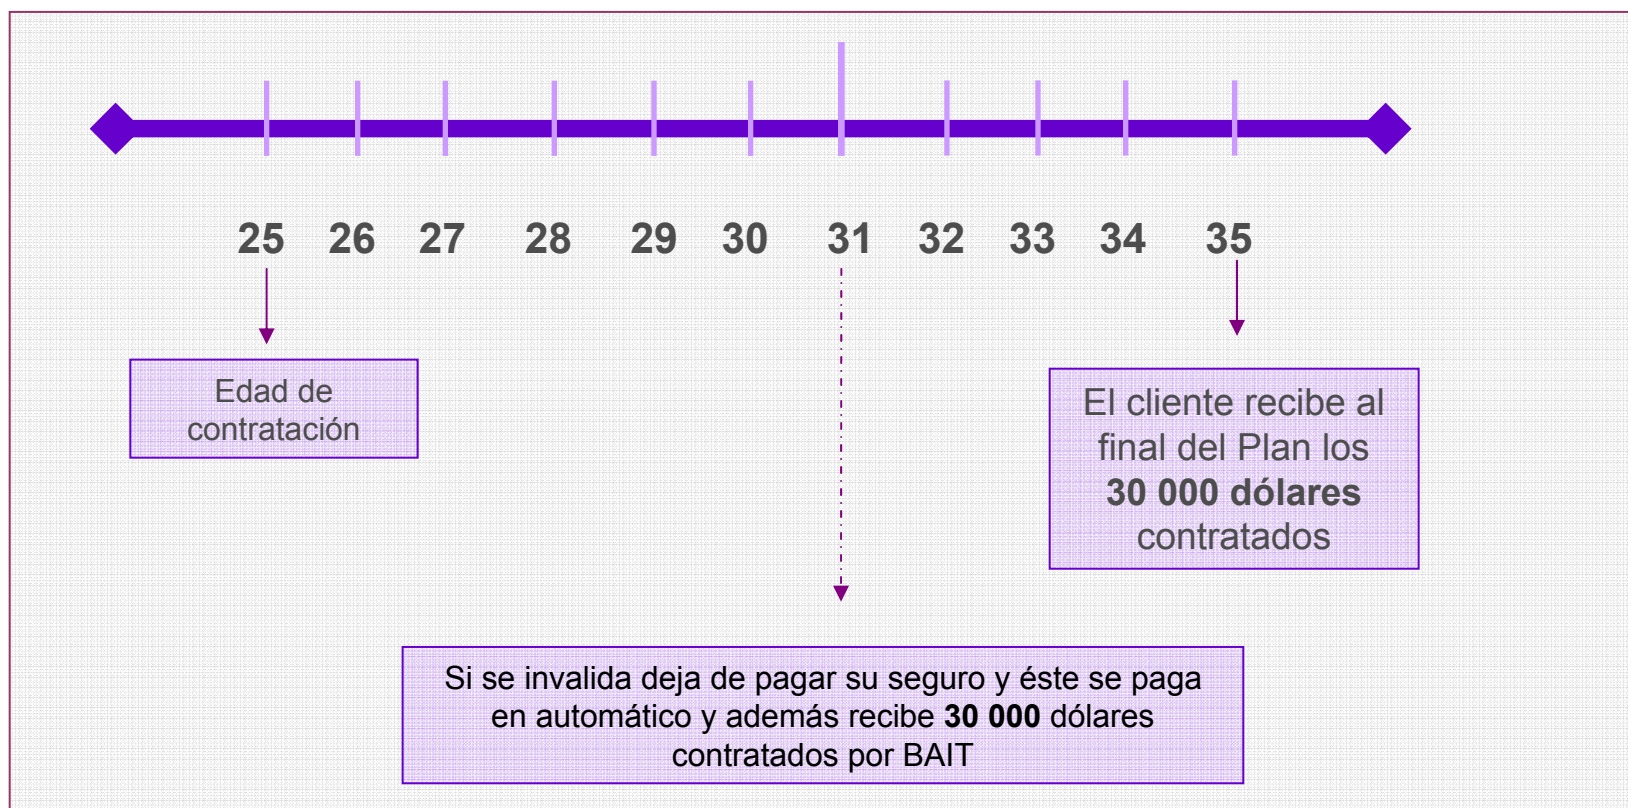 25 26 27 28 29 30 31 32 33 34 35
Edad de
contratación
El cliente recibe al
final del Plan los
30 000 dólares
contratados
Si se invalida deja de pagar su seguro y éste se paga
en automático y además recibe 30 000 dólares
contratados por BAIT